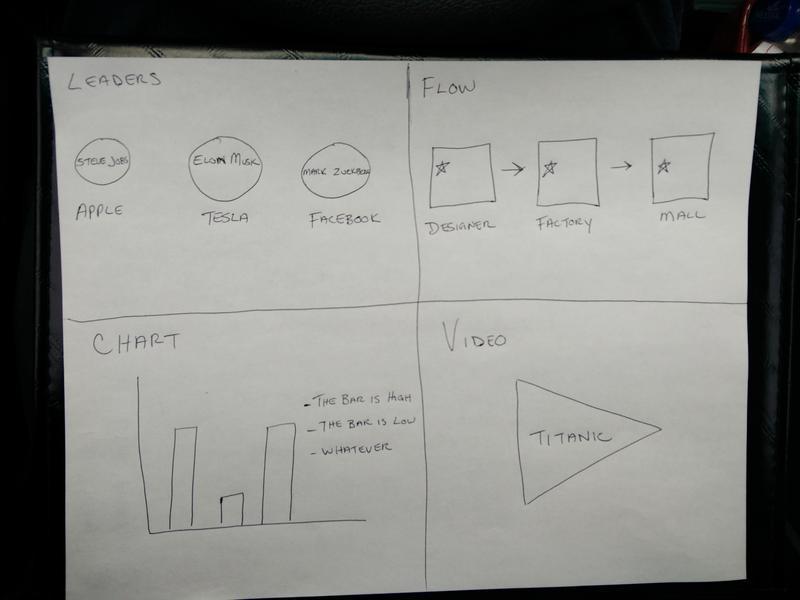 LEADERS
STEVE JOBS
ELON MUSK
MARK ZUCKERBERG
APPLE
TESLA
FACEBOOK
FLOW
DESIGNER
FACTORY
MALL
CHART
- THE BAR IS HIGH
- THE BAR IS LOW
- WHATEVER
VIDEO
TITANIC